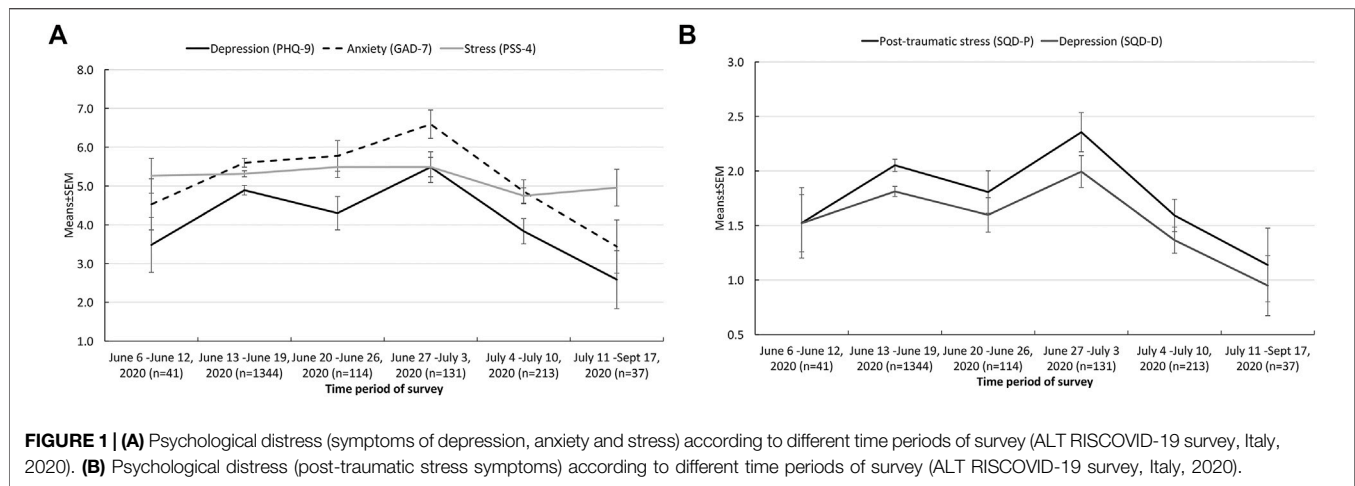 A
Depression (PHQ-9) Anxiety (GAD-7) Stress (PSS-4)
8.0
7.0
6.0
5.0
4.0
3.0
2.0
1.0
Means±SEM
June 6 -June 12, June 13 -June 19, June 20 -June 26, June 27 -July 3, July 4 -July 10, July 11 -Sept 17,
2020 (n=41) 2020 (n=1344) 2020 (n=114) 2020 (n=131) 2020 (n=213) 2020 (n=37)
Time period of survey
B
Post-traumatic stress (SQD-P) Depression (SQD-D)
3.0
2.5
2.0
1.5
1.0
0.5
Means±SEM
June 6 -June 12, June 13 -June 19, June 20 -June 26, June 27 -July 3 July 4 -July 10, July 11 -Sept 17,
2020 (n=41) 2020 (n=1344) 2020 (n=114) 2020 (n=131) 2020 (n=213) 2020 (n=37)
Time period of survey
FIGURE 1 | (A) Psychological distress (symptoms of depression, anxiety and stress) according to different time periods of survey (ALT RISCOVID-19 survey, Italy,
2020). (B) Psychological distress (post-traumatic stress symptoms) according to different time periods of survey (ALT RISCOVID-19 survey, Italy, 2020).